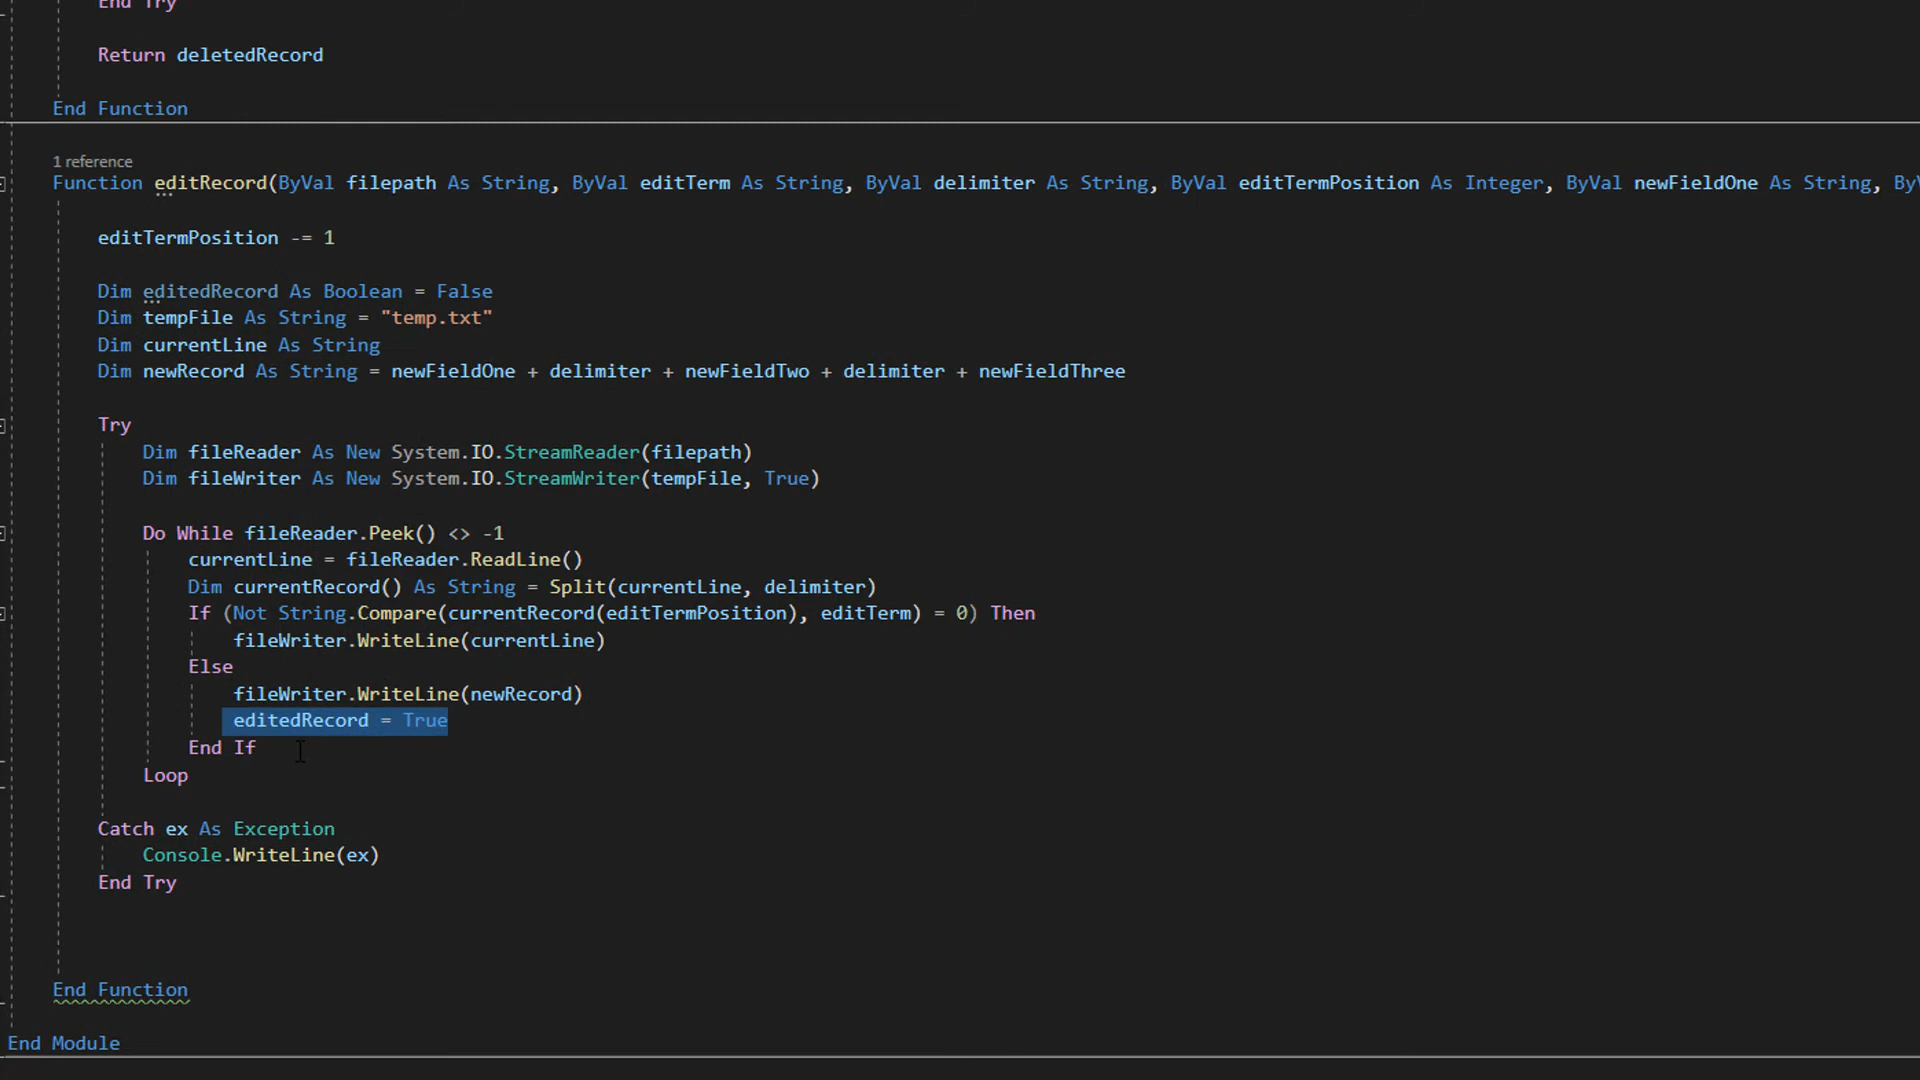 End Try
Return deletedRecord
End Function
1 reference
Function editRecord(ByVal filepath As String, ByVal editTerm As String, ByVal delimiter As String, ByVal editTermPosition As Integer, ByVal newFieldOne As String,
editTermPosition -= 1
Dim editedRecord As Boolean = False
Dim tempFile As String = "temp.txt"
Dim currentLine As String
Dim newRecord As String = newFieldOne + delimiter + newFieldTwo + delimiter + newFieldThree
Try
Dim fileReader As New System.IO.StreamReader(filepath)
Dim fileWriter As New System.IO.StreamWriter(tempFile, True)
Do While fileReader.Peek() <> -1
currentLine = fileReader.ReadLine()
Dim currentRecord() As String = Split(currentLine, delimiter)
If (Not String.Compare(currentRecord(editTermPosition), editTerm) = 0) Then
fileWriter.WriteLine(currentLine)
Else
fileWriter.WriteLine(newRecord)
editedRecord = True
End If
Loop
Catch ex As Exception
Console.WriteLine(ex)
End Try
End Function
End Module